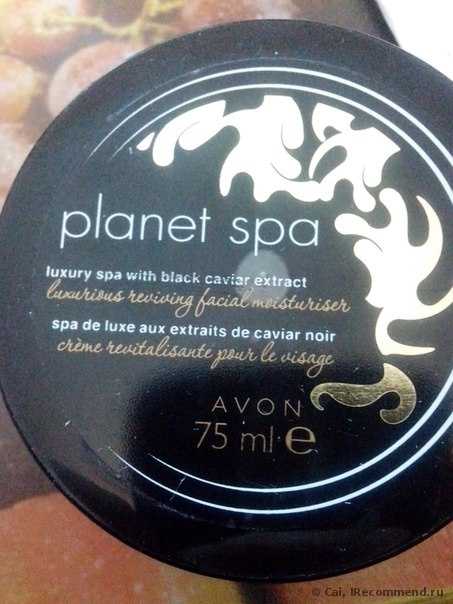 planet spa
luxury spa with black caviar extract
luxurious reviving facial moisturiser
spa de luxe aux extraits de caviar noir
crème revitalisante pour le visage
AVON
75 ml ℮
© Cai, IRecommend.ru